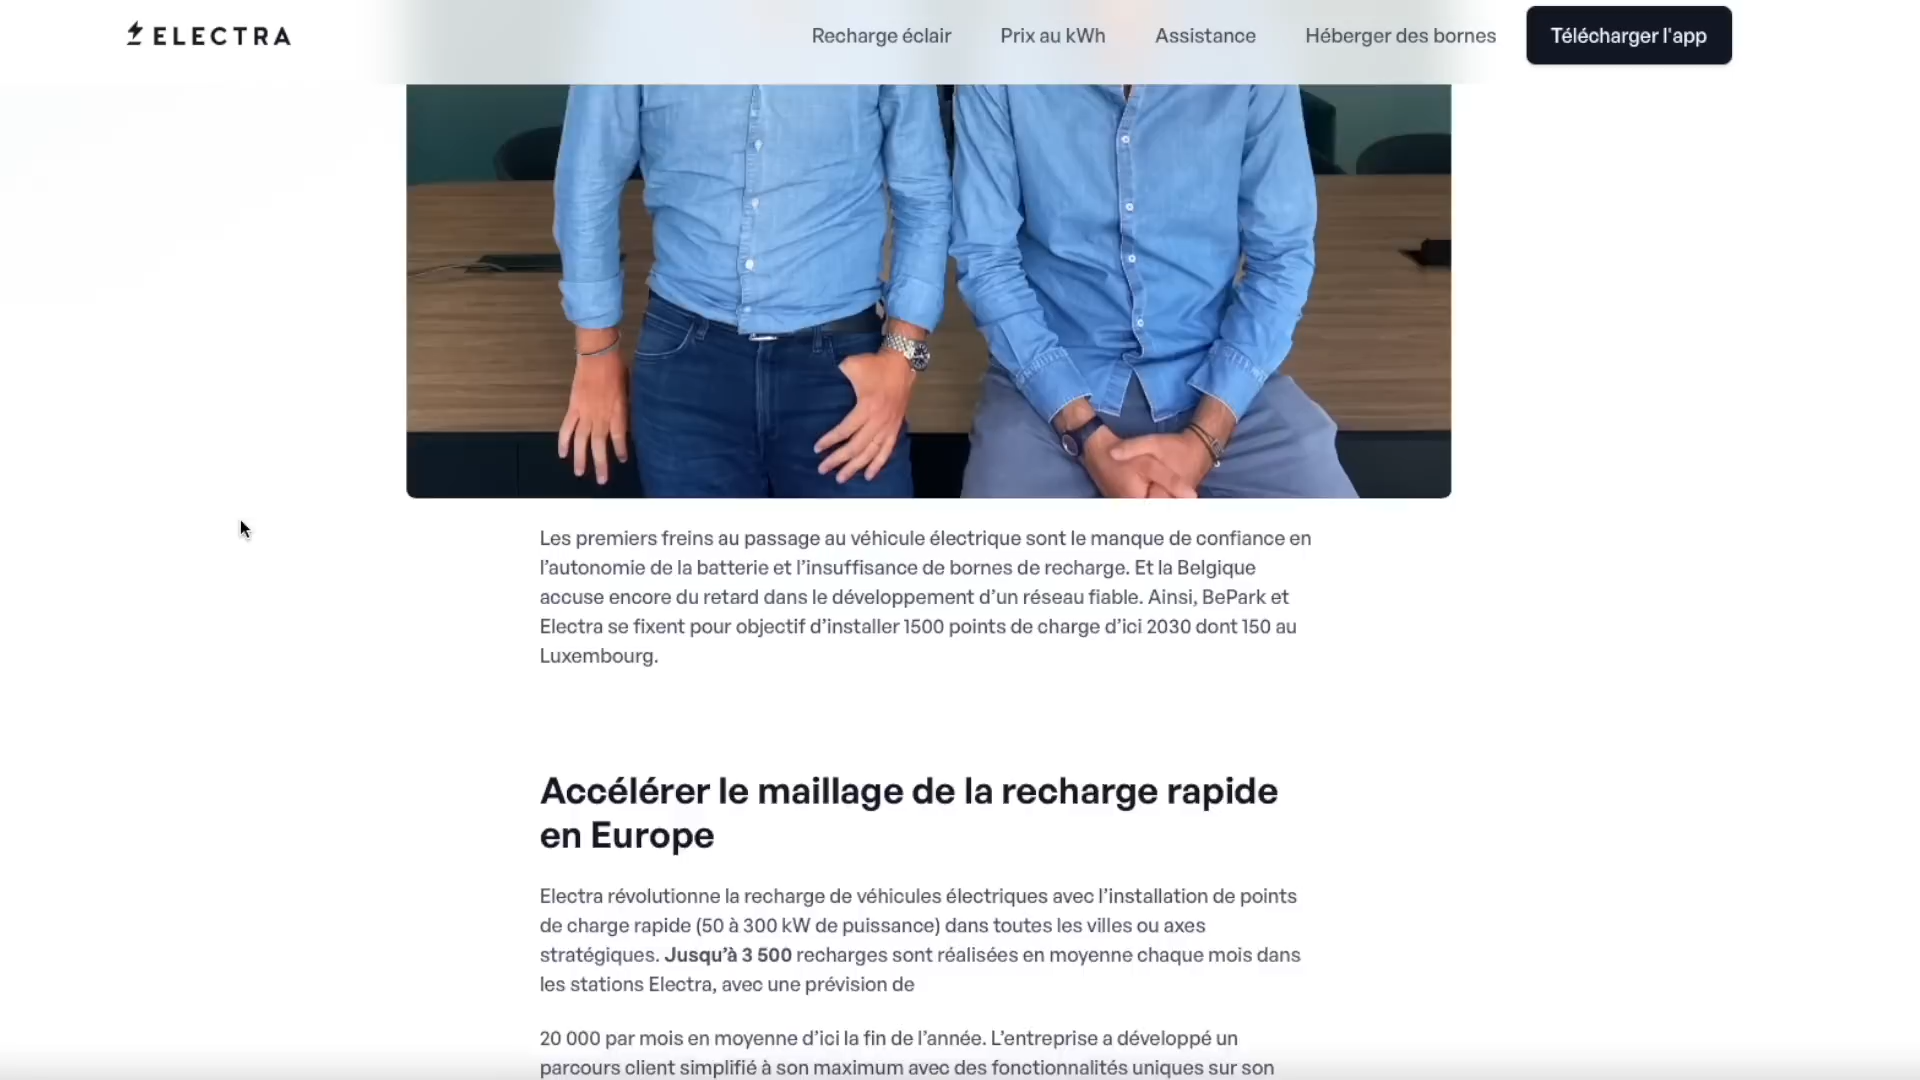 ELECTRA
Recharge éclair
Prix au kWh
Assistance
Héberger des bornes
Télécharger l'app
Les premiers freins au passage au véhicule électrique sont le manque de confiance en
l’autonomie de la batterie et l’insuffisance de bornes de recharge. Et la Belgique
accuse encore du retard dans le développement d’un réseau fiable. Ainsi, BePark et
Electra se fixent pour objectif d’installer 1500 points de charge d’ici 2030 dont 150 au
Luxembourg.
Accélérer le maillage de la recharge rapide
en Europe
Electra révolutionne la recharge de véhicules électriques avec l’installation de points
de charge rapide (50 à 300 kW de puissance) dans toutes les villes ou axes
stratégiques. Jusqu’à 3 500 recharges sont réalisées en moyenne chaque mois dans
les stations Electra, avec une prévision de
20 000 par mois en moyenne d’ici la fin de l’année. L’entreprise a développé un
parcours client simplifié à son maximum avec des fonctionnalités uniques sur son